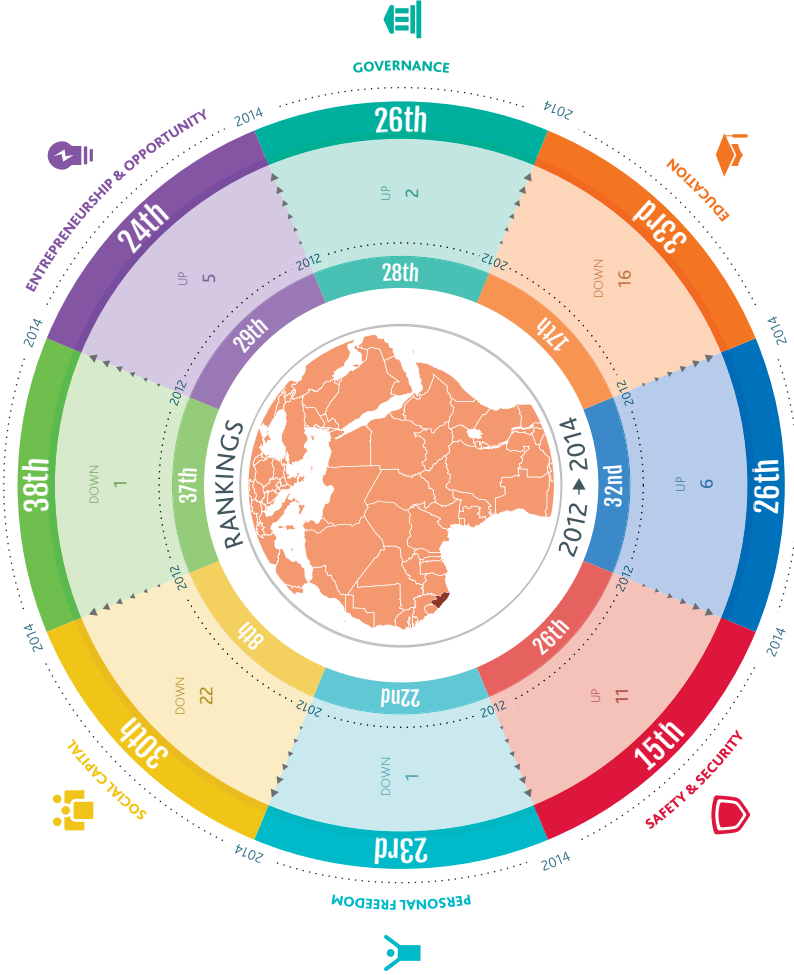 GOVERNANCE
2014
26th
2014
UP
2
2012
28th
2012
EDUCATION
33rd
2014
DOWN
16
17th
2012
26th
UP
6
32nd
2014
2012
SAFETY & SECURITY
15th
2014
UP
11
26th
2012
PERSONAL FREEDOM
23rd
2014
DOWN
1
22nd
2012
SOCIAL CAPITAL
30th
2014
DOWN
22
8th
2012
38th
2014
DOWN
1
37th
2012
ENTREPRENEURSHIP & OPPORTUNITY
24th
UP
5
29th
RANKINGS
2012 ▶ 2014